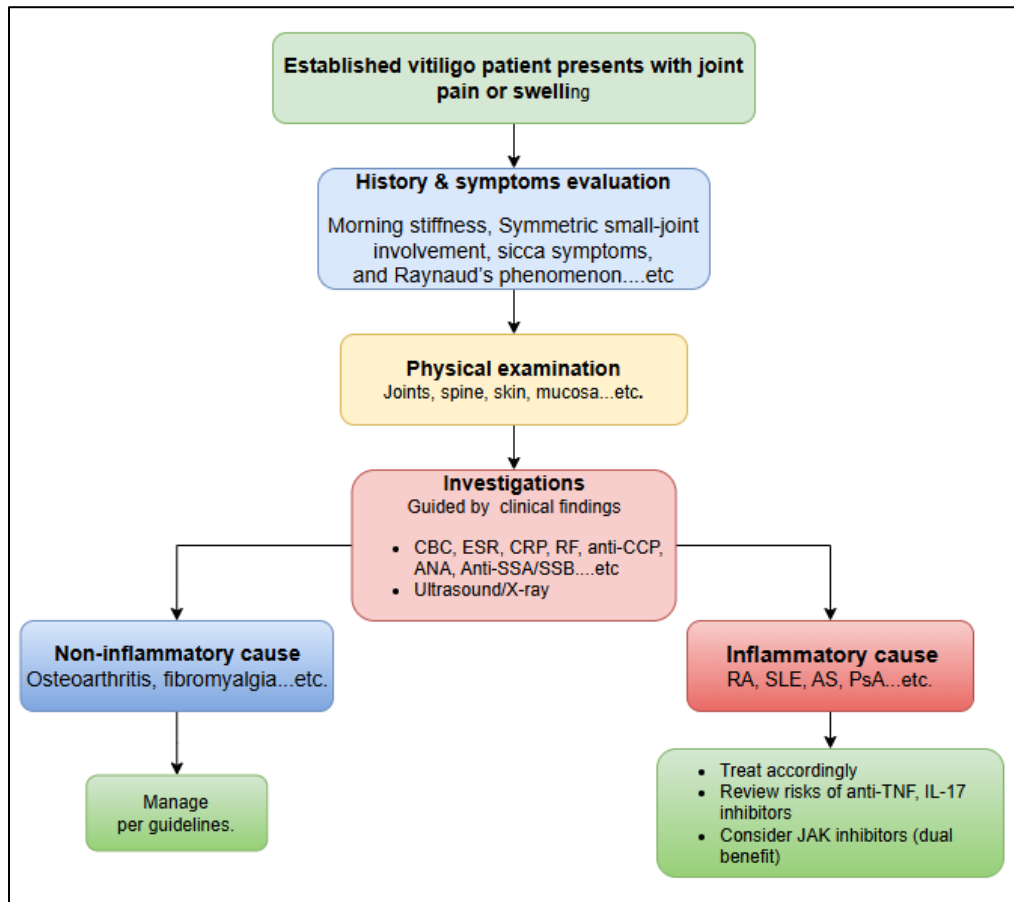 Established vitiligo patient presents with joint
pain or swelling
History & symptoms evaluation
Morning stiffness, Symmetric small-joint
involvement, sicca symptoms,
and Raynaud's phenomenon....etc
Physical examination
Joints, spine, skin, mucosa...etc.
Investigations
Guided by clinical findings
• CBC, ESR, CRP, RF, anti-CCP,
ANA, Anti-SSA/SSB....etc
• Ultrasound/X-ray
Non-inflammatory cause
Osteoarthritis, fibromyalgia...etc.
Inflammatory cause
RA, SLE, AS, PsA...etc.
Manage
per guidelines.
• Treat accordingly
• Review risks of anti-TNF, IL-17
inhibitors
• Consider JAK inhibitors (dual
benefit)